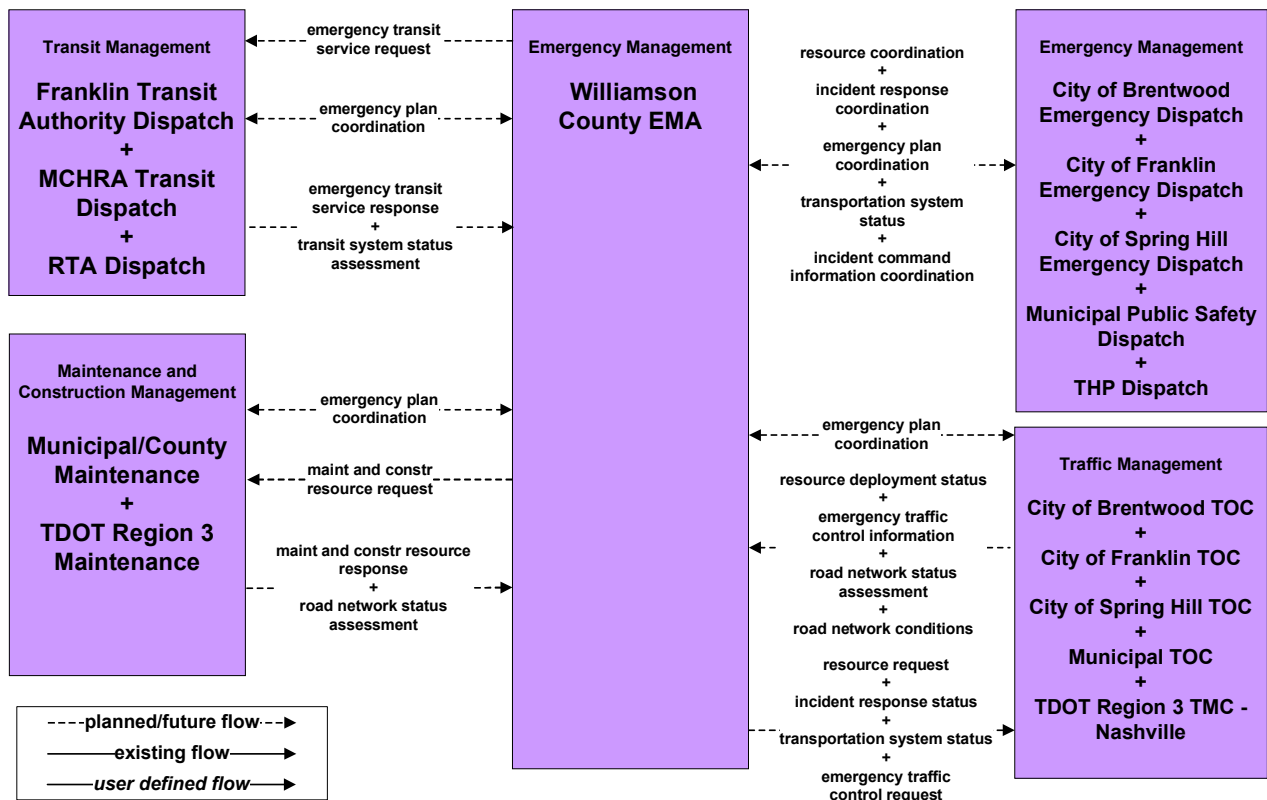 Transit Management
Franklin Transit
Authority Dispatch
+
MCHRA Transit
Dispatch
+
RTA Dispatch
emergency transit
service request
emergency plan
coordination
emergency transit
service response
+
transit system status
assessment
Maintenance and
Construction Management
Municipal/County
Maintenance
+
TDOT Region 3
Maintenance
emergency plan
coordination
maint and constr
resource request
maint and constr resource
response
+
road network status
assessment
Emergency Management
Williamson
County EMA
resource coordination
+
incident response
coordination
+
emergency plan
coordination
+
transportation system
status
+
incident command
information coordination
Emergency Management
City of Brentwood
Emergency Dispatch
+
City of Franklin
Emergency Dispatch
+
City of Spring Hill
Emergency Dispatch
+
Municipal Public Safety
Dispatch
+
THP Dispatch
emergency plan
coordination
resource deployment status
+
emergency traffic
control information
+
road network status
assessment
+
road network conditions
resource request
+
incident response status
+
transportation system status
+
emergency traffic
control request
Traffic Management
City of Brentwood TOC
+
City of Franklin TOC
+
City of Spring Hill TOC
+
Municipal TOC
+
TDOT Region 3 TMC -
Nashville
planned/future flow
existing flow
user defined flow